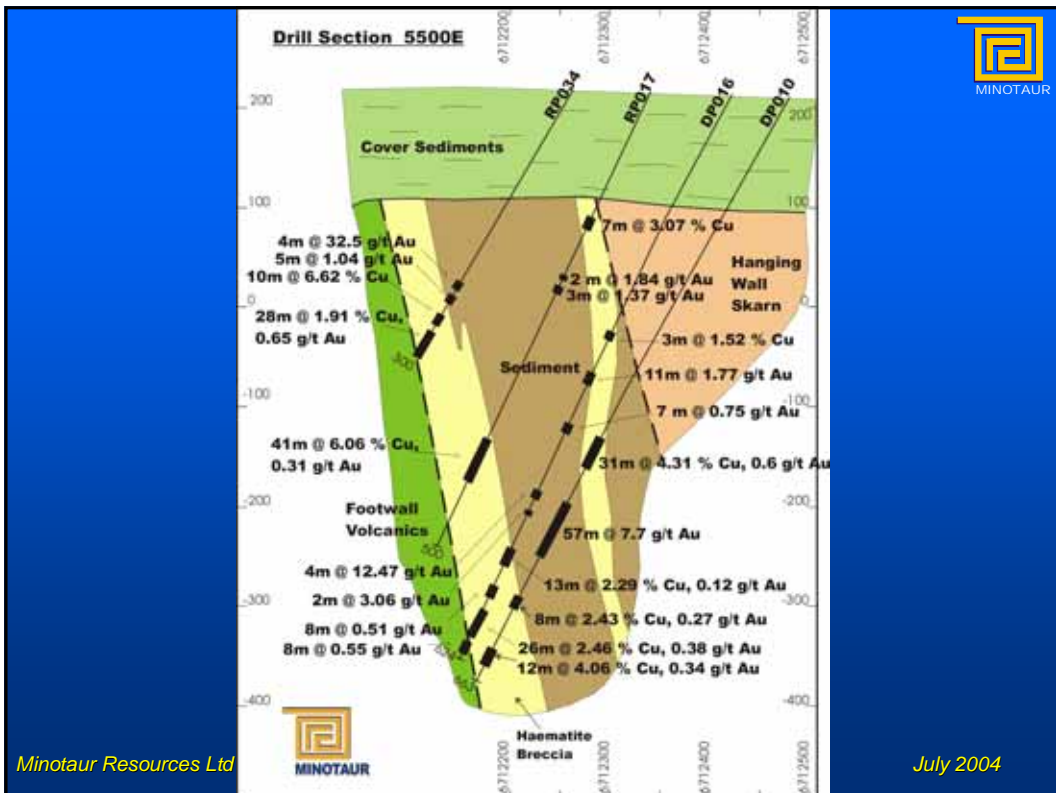 Drill Section 5500E
6712200
6712300
6712400
6712500
MINOTAUR
RP034
RP017
DP016
DP010
200
200
Cover Sediments
100
100
7m @ 3.07 % Cu
4m @ 32.5 g/t Au
5m @ 1.04 g/t Au
10m @ 6.62 % Cu
Hanging
Wall
Skarn
2 m @ 1.84 g/t Au
3m @ 1.37 g/t Au
0
0
28m @ 1.91 % Cu,
0.65 g/t Au
300
3m @ 1.52 % Cu
Sediment
11m @ 1.77 g/t Au
-100
-100
7 m @ 0.75 g/t Au
41m @ 6.06 % Cu,
0.31 g/t Au
31m @ 4.31 % Cu, 0.6 g/t Au
-200
-200
Footwall
Volcanics
500
57m @ 7.7 g/t Au
4m @ 12.47 g/t Au
13m @ 2.29 % Cu, 0.12 g/t Au
2m @ 3.06 g/t Au
-300
-300
8m @ 2.43 % Cu, 0.27 g/t Au
8m @ 0.51 g/t Au
8m @ 0.55 g/t Au
26m @ 2.46 % Cu, 0.38 g/t Au
12m @ 4.06 % Cu, 0.34 g/t Au
-400
-400
Haematite
Breccia
MINOTAUR
6712200
6712300
6712400
6712500
Minotaur Resources Ltd
July 2004